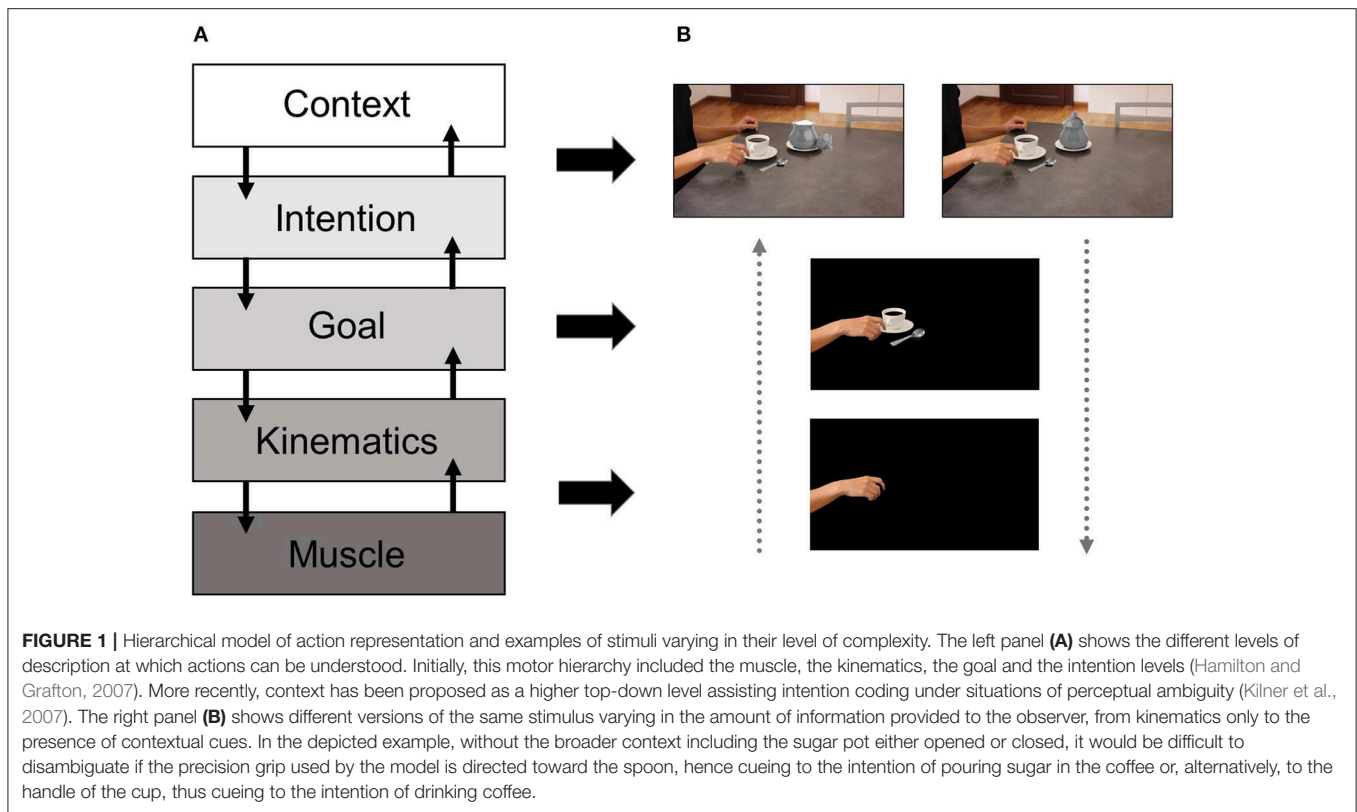 A
B
Context
Intention
Goal
Kinematics
Muscle
FIGURE 1 | Hierarchical model of action representation and examples of stimuli varying in their level of complexity. The left panel (A) shows the different levels of
description at which actions can be understood. Initially, this motor hierarchy included the muscle, the kinematics, the goal and the intention levels (Hamilton and
Grafton, 2007). More recently, context has been proposed as a higher top-down level assisting intention coding under situations of perceptual ambiguity (Kilner et al.,
2007). The right panel (B) shows different versions of the same stimulus varying in the amount of information provided to the observer, from kinematics only to the
presence of contextual cues. In the depicted example, without the broader context including the sugar pot either opened or closed, it would be difficult to
disambiguate if the precision grip used by the model is directed toward the spoon, hence cueing to the intention of pouring sugar in the coffee or, alternatively, to the
handle of the cup, thus cueing to the intention of drinking coffee.